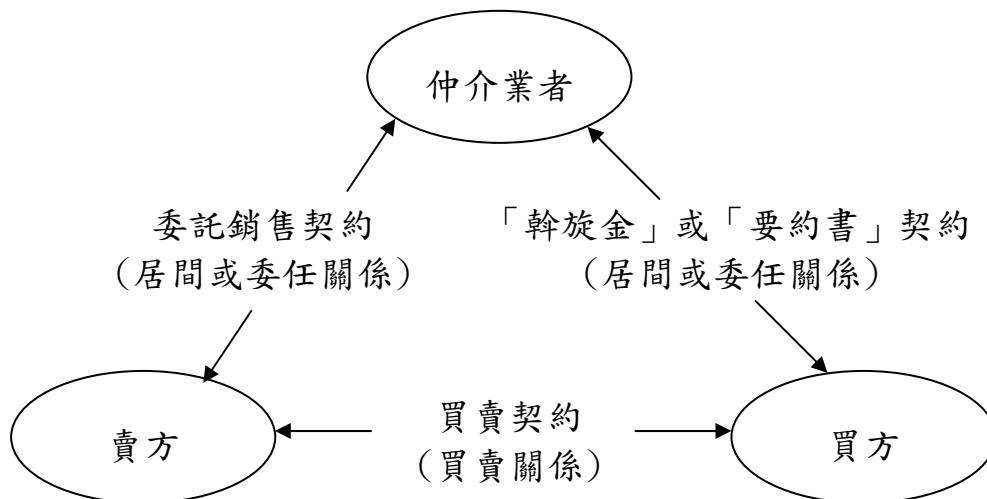 仲介業者
委託銷售契約
（居間或委任關係）
「斡旋金」或「要約書」契約
（居間或委任關係）
賣方
買賣契約
（買賣關係）
買方